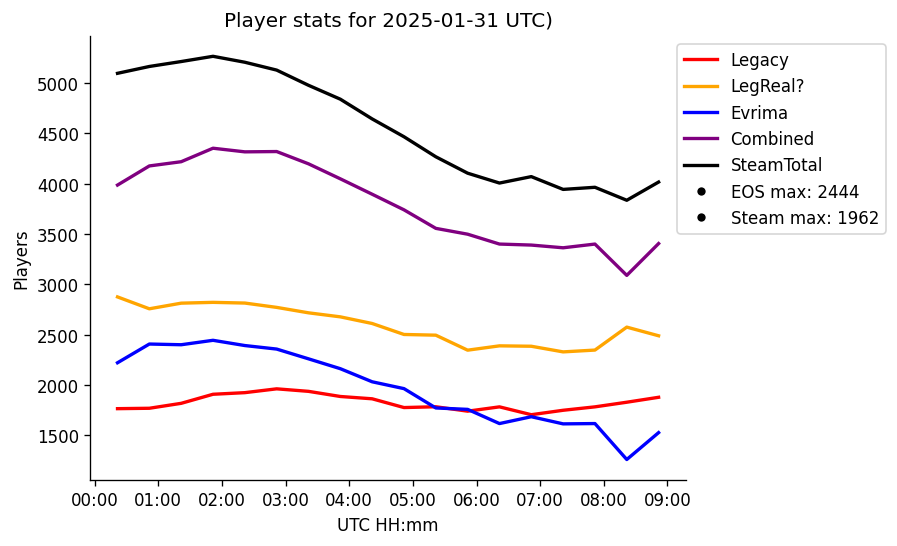 Player stats for 2025-01-31 UTC)
Players
5000
4500
4000
3500
3000
2500
2000
1500
00:00 01:00 02:00 03:00 04:00 05:00 06:00 07:00 08:00 09:00
UTC HH:mm
Legacy
LegReal?
Evrima
Combined
SteamTotal
EOS max: 2444
Steam max: 1962